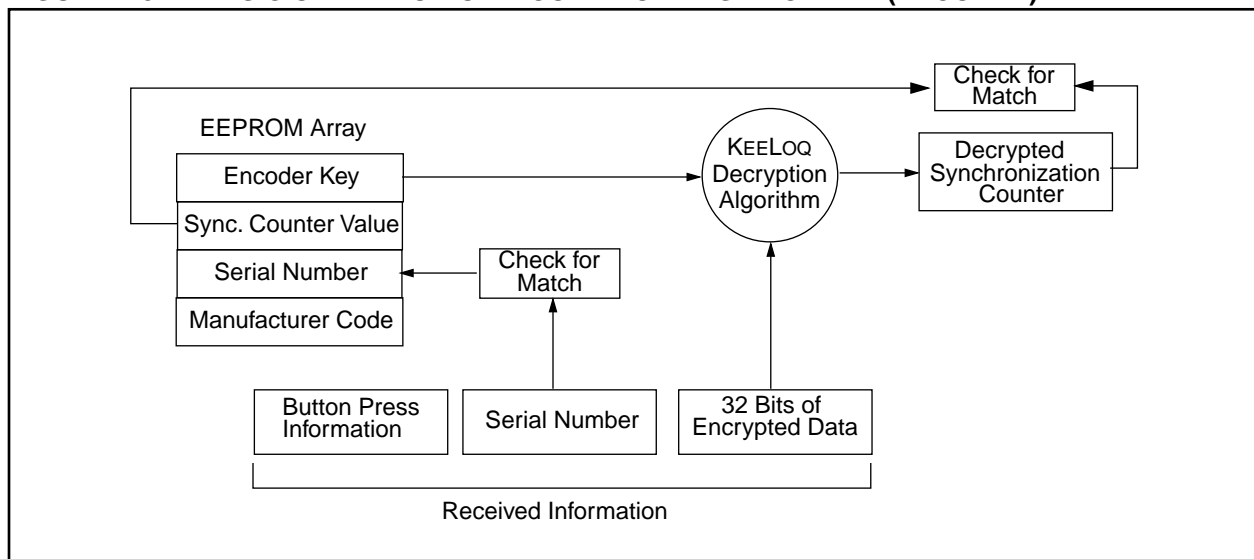 Check for
Match
EEPROM Array
KEELOQ
Decryption
Algorithm
Decrypted
Synchronization
Counter
Encoder Key
Sync. Counter Value
Serial Number
Manufacturer Code
Check for
Match
Button Press
Information
Serial Number
32 Bits of
Encrypted Data
Received Information